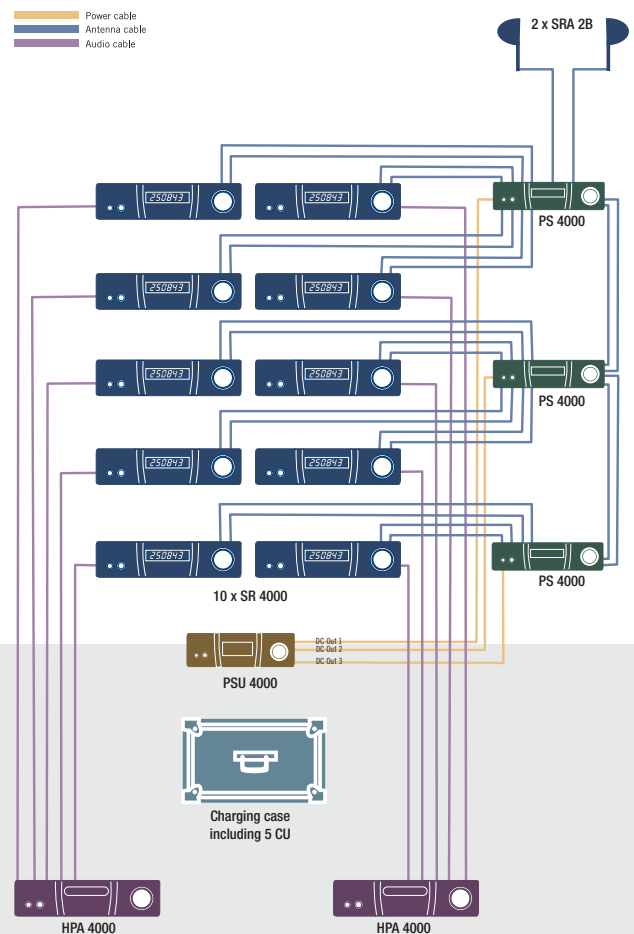 Power cable
Antenna cable
Audio cable
2 x SRA 2B
250843
250843
PS 4000
250843
250843
250843
250843
PS 4000
250843
250843
250843
250843
PS 4000
10 x SR 4000
DC Out 1
DC Out 2
DC Out 3
PSU 4000
Charging case
including 5 CU
HPA 4000
HPA 4000